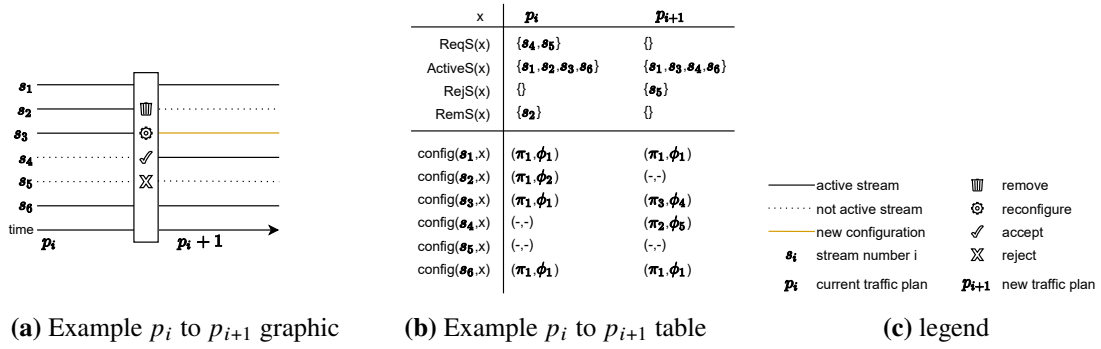 s₁
s₂
s₃
s₄
s₅
s₆
time pᵢ pᵢ + 1
(a) Example pᵢ to pᵢ₊₁ graphic
x pᵢ pᵢ₊₁
ReqS(x) {s₄,s₅} {}
ActiveS(x) {s₁,s₂,s₃,s₆} {s₁,s₃,s₄,s₆}
RejS(x) {} {s₅}
RemS(x) {s₂} {}
config(s₁,x) (π₁,ϕ₁) (π₁,ϕ₁)
config(s₂,x) (π₁,ϕ₂) (-,-)
config(s₃,x) (π₁,ϕ₁) (π₃,ϕ₄)
config(s₄,x) (-,-) (π₂,ϕ₅)
config(s₅,x) (-,-) (-,-)
config(s₆,x) (π₁,ϕ₁) (π₁,ϕ₁)
(b) Example pᵢ to pᵢ₊₁ table
active stream remove
not active stream reconfigure
new configuration accept
sᵢ stream number i reject
pᵢ current traffic plan pᵢ₊₁ new traffic plan
(c) legend